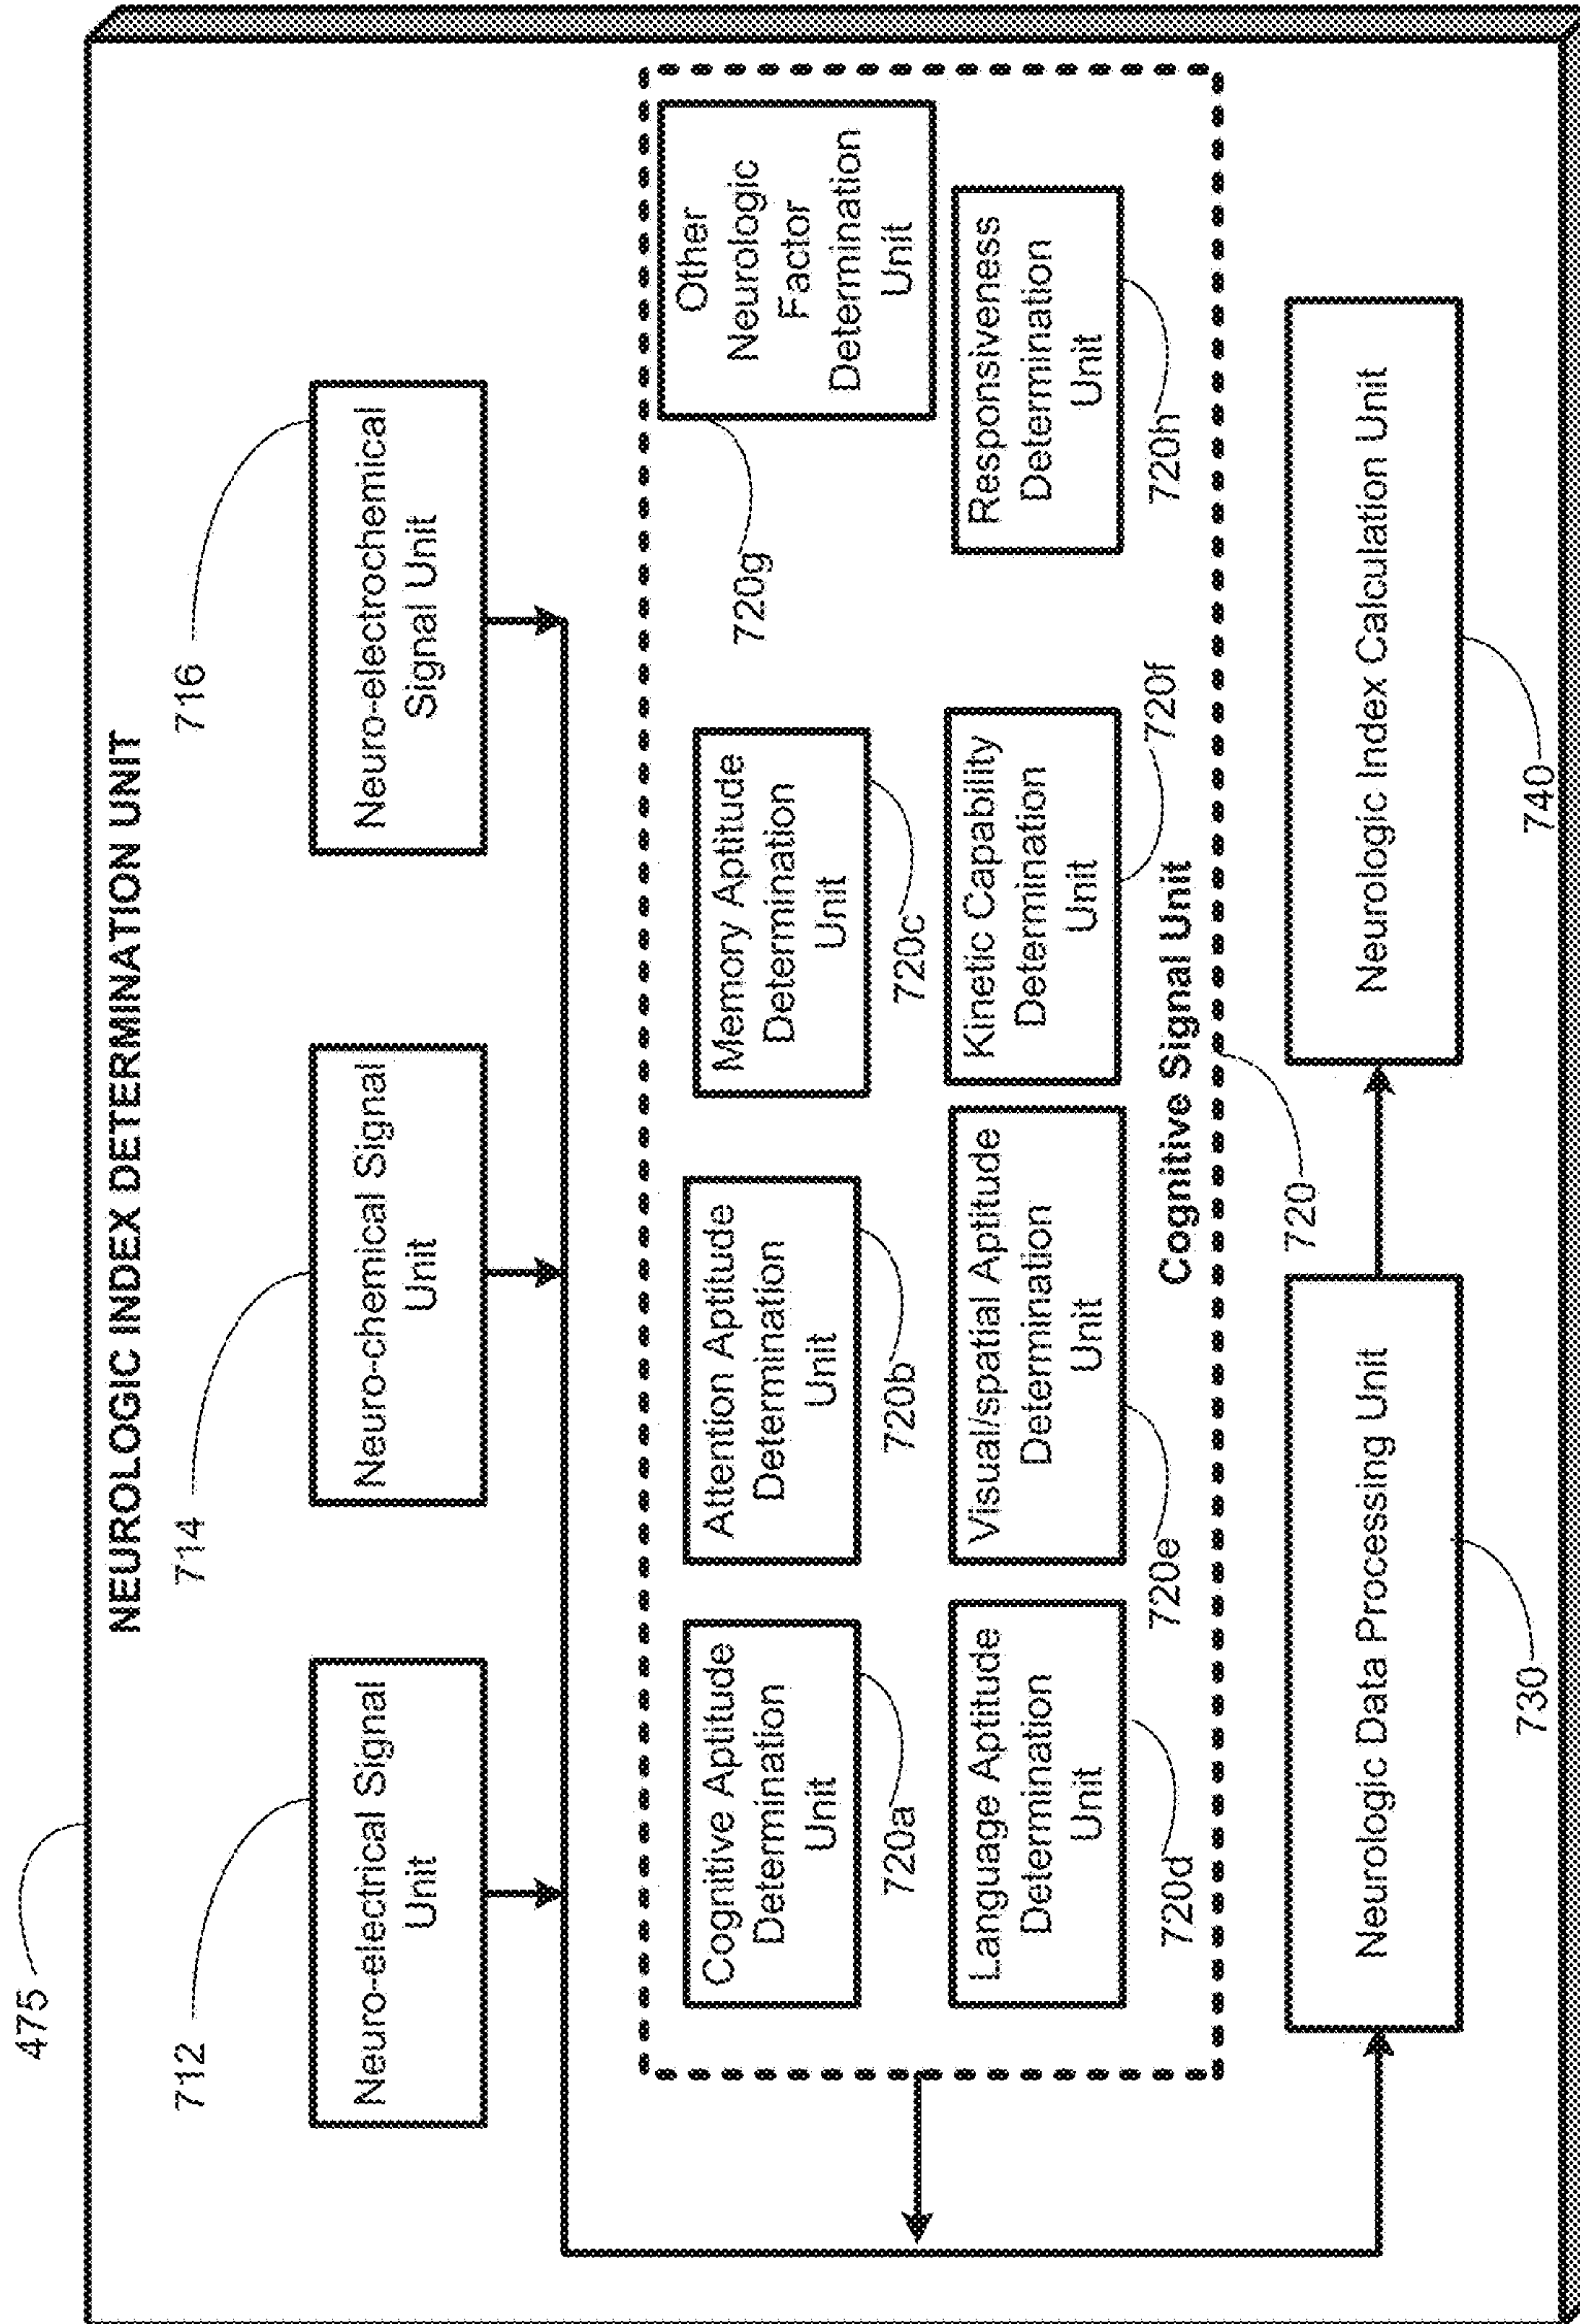 475
NEUROLOGIC INDEX DETERMINATION UNIT
712
714
716
Neuro-electrical Signal
Unit
Neuro-chemical Signal
Unit
Neuro-electrochemical
Signal Unit
Cognitive Aptitude
Determination
Unit
720a
Attention Aptitude
Determination
Unit
720b
Memory Aptitude
Determination
Unit
720c
Other
Neurologic
Factor
Determination
Unit
720g
Language Aptitude
Determination
Unit
720d
Visual/spatial Aptitude
Determination
Unit
720e
Kinetic Capability
Determination
Unit
720f
Responsiveness
Determination
Unit
720h
Cognitive Signal Unit
720
Neurologic Data Processing Unit
730
Neurologic Index Calculation Unit
740